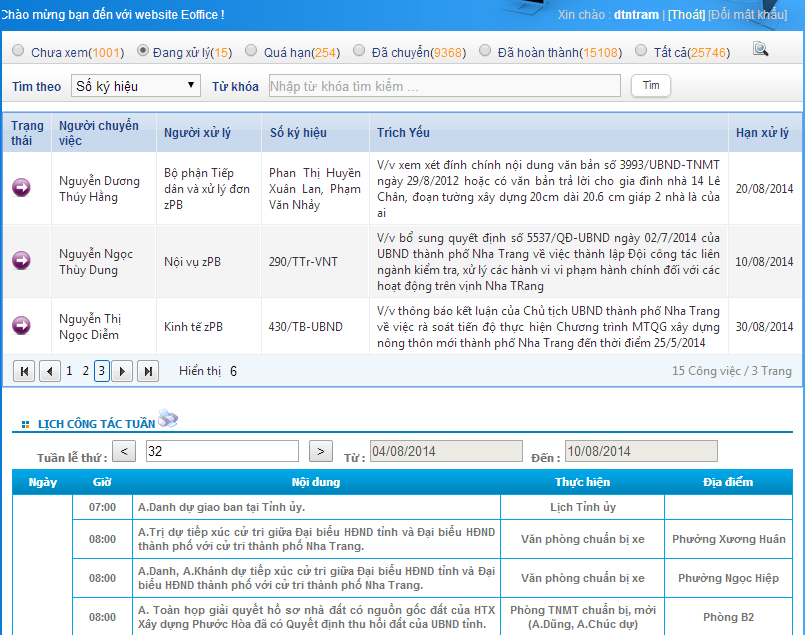 Chào mừng bạn đến với website Eoffice !
Xin chào : dtntram | [Thoát] [Đổi mật khẩu]
Chưa xem(1001) Đang xử lý(15) Quá hạn(254) Đã chuyển(9368) Đã hoàn thành(15108) Tất cả(25746)
Tìm theo Số ký hiệu Từ khóa Nhập từ khóa tìm kiếm ... Tìm
Trạng thái Người chuyển việc Người xử lý Số ký hiệu Trích Yếu Hạn xử lý
Nguyễn Dương Thúy Hằng
Bộ phận Tiếp dân và xử lý đơn zPB
Phan Thị Huyền Xuân Lan, Phạm Văn Nhảy
V/v xem xét đính chính nội dung văn bản số 3993/UBND-TNMT
ngày 29/8/2012 hoặc có văn bản trả lời cho gia đình nhà 14 Lê
Chân, đoạn tường xây dựng 20cm dài 20.6 cm giáp 2 nhà là của
ai
20/08/2014
Nguyễn Ngọc Thùy Dung
Nội vụ zPB
290/TTr-VNT
V/v bổ sung quyết định số 5537/QĐ-UBND ngày 02/7/2014 của
UBND thành phố Nha Trang về việc thành lập Đội công tác liên
ngành kiểm tra, xử lý các hành vi vi phạm hành chính đối với các
hoạt động trên vịnh Nha TRang
10/08/2014
Nguyễn Thị Ngọc Diễm
Kinh tế zPB
430/TB-UBND
V/v thông báo kết luận của Chủ tịch UBND thành phố Nha Trang
về việc rà soát tiến độ thực hiện Chương trình MTQG xây dựng
nông thôn mới thành phố Nha Trang đến thời điểm 25/5/2014
30/08/2014
1 2 3 Hiển thị 6 15 Công việc / 3 Trang
LỊCH CÔNG TÁC TUẦN
Tuần lễ thứ : < 32 > Từ : 04/08/2014 Đến : 10/08/2014
Ngày Giờ Nội dung Thực hiện Địa điểm
07:00 A.Danh dự giao ban tại Tỉnh ủy. Lịch Tỉnh ủy
08:00 A.Trị dự tiếp xúc cử tri giữa Đại biểu HĐND tỉnh và Đại biểu HĐND
thành phố với cử tri thành phố Nha Trang.
Văn phòng chuẩn bị xe Phường Xương Huân
08:00 A.Danh, A.Khánh dự tiếp xúc cử tri giữa Đại biểu HĐND tỉnh và Đại
biểu HĐND thành phố với cử tri thành phố Nha Trang.
Văn phòng chuẩn bị xe Phường Ngọc Hiệp
08:00 A. Toàn họp giải quyết hồ sơ nhà đất có nguồn gốc đất của HTX
Xây dựng Phước Hòa đã có Quyết định thu hồi đất của UBND tỉnh.
Phòng TNMT chuẩn bị, mời
(A.Dũng, A.Chúc dự)
Phòng B2